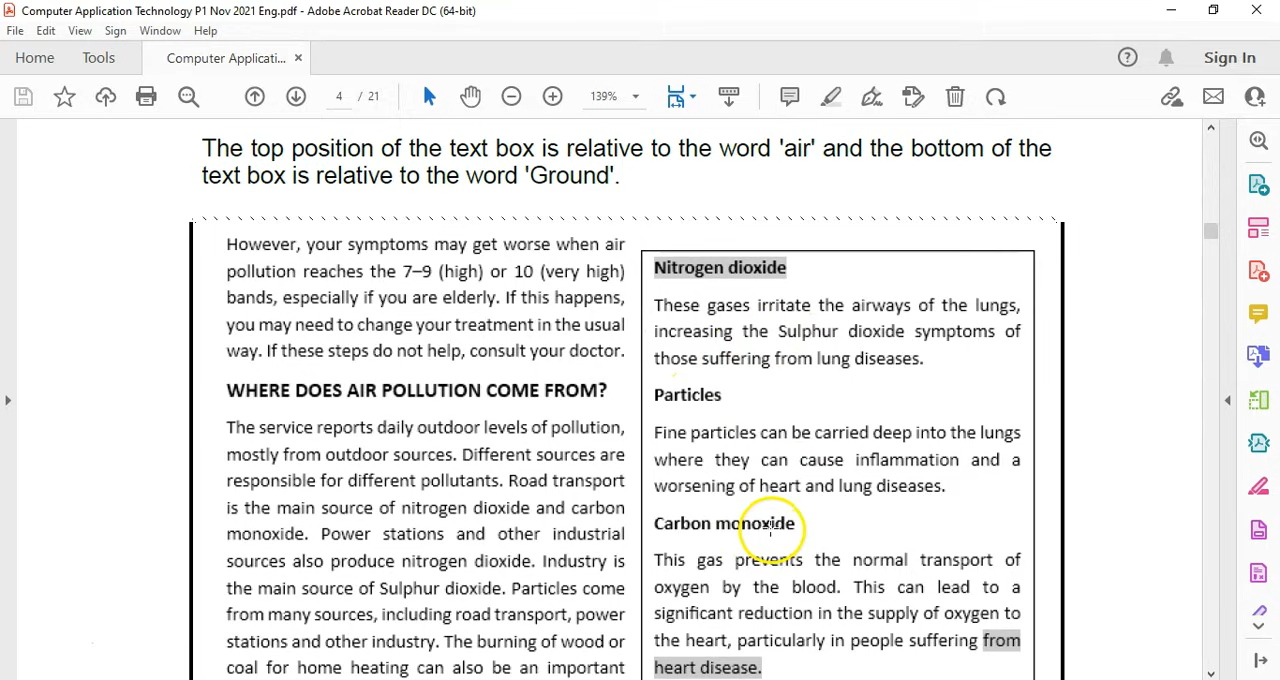 Computer Application Technology P1 Nov 2021 Eng.pdf - Adobe Acrobat Reader DC (64-bit)
File Edit View Sign Window Help
Home Tools Computer Applicati... Sign In
4 / 21 139%
The top position of the text box is relative to the word 'air' and the bottom of the
text box is relative to the word 'Ground'.
However, your symptoms may get worse when air
pollution reaches the 7–9 (high) or 10 (very high)
bands, especially if you are elderly. If this happens,
you may need to change your treatment in the usual
way. If these steps do not help, consult your doctor.
WHERE DOES AIR POLLUTION COME FROM?
The service reports daily outdoor levels of pollution,
mostly from outdoor sources. Different sources are
responsible for different pollutants. Road transport
is the main source of nitrogen dioxide and carbon
monoxide. Power stations and other industrial
sources also produce nitrogen dioxide. Industry is
the main source of Sulphur dioxide. Particles come
from many sources, including road transport, power
stations and other industry. The burning of wood or
coal for home heating can also be an important
Nitrogen dioxide
These gases irritate the airways of the lungs,
increasing the Sulphur dioxide symptoms of
those suffering from lung diseases.
Particles
Fine particles can be carried deep into the lungs
where they can cause inflammation and a
worsening of heart and lung diseases.
Carbon monoxide
This gas prevents the normal transport of
oxygen by the blood. This can lead to a
significant reduction in the supply of oxygen to
the heart, particularly in people suffering from
heart disease.